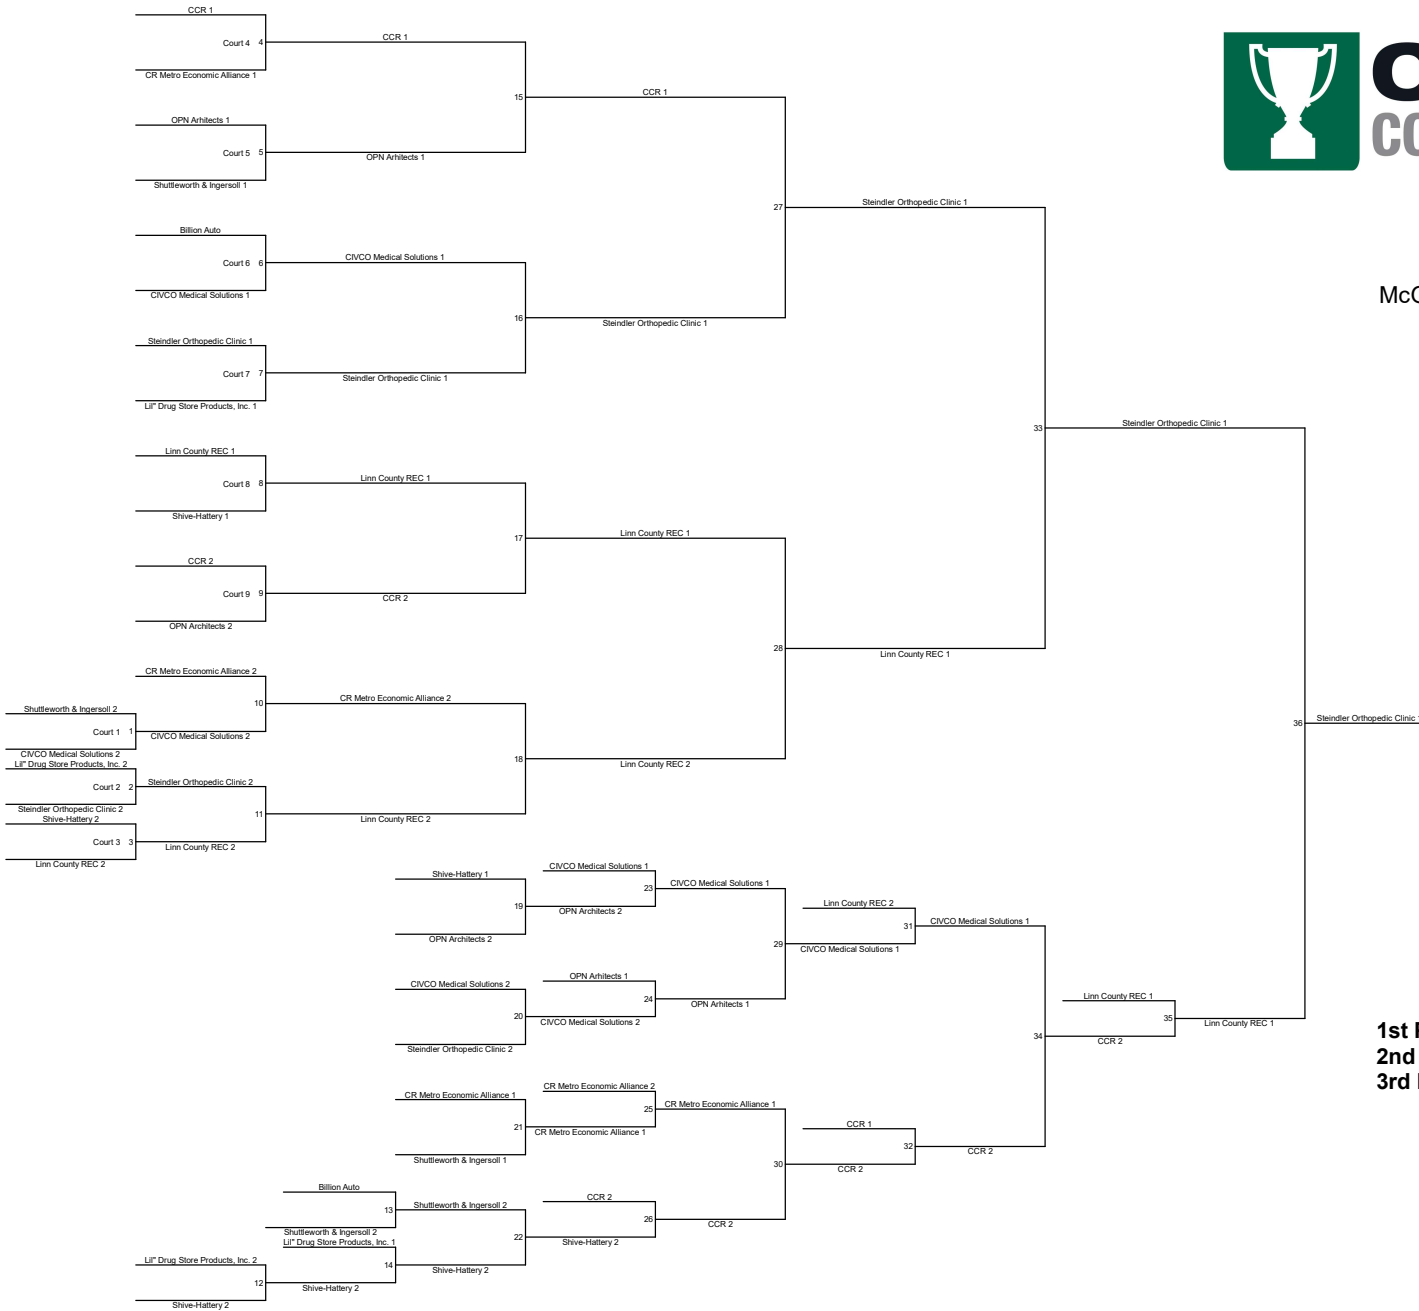 CCR 1
Court 4 4
CCR 1
CR Metro Economic Alliance 1
15
CCR 1
OPN Arhitects 1
Court 5 5
OPN Arhitects 1
Shuttleworth & Ingersoll 1
27
Steindler Orthopedic Clinic 1
Billion Auto
Court 6 6
CIVCO Medical Solutions 1
CIVCO Medical Solutions 1
16
Steindler Orthopedic Clinic 1
Steindler Orthopedic Clinic 1
Court 7 7
Steindler Orthopedic Clinic 1
Lil" Drug Store Products, Inc. 1
33
Steindler Orthopedic Clinic 1
Linn County REC 1
Court 8 8
Linn County REC 1
Shive-Hattery 1
17
Linn County REC 1
CCR 2
Court 9 9
CCR 2
OPN Architects 2
28
Linn County REC 1
CR Metro Economic Alliance 2
10
CR Metro Economic Alliance 2
Shuttleworth & Ingersoll 2
Court 1 1
CIVCO Medical Solutions 2
CIVCO Medical Solutions 2
36
Steindler Orthopedic Clinic 1
Lil" Drug Store Products, Inc. 2
Court 2 2
Steindler Orthopedic Clinic 2
18
Linn County REC 2
Steindler Orthopedic Clinic 2
11
Linn County REC 2
Shive-Hattery 2
Court 3 3
Linn County REC 2
Linn County REC 2
Shive-Hattery 1
19
OPN Architects 2
OPN Architects 2
CIVCO Medical Solutions 1
23
CIVCO Medical Solutions 1
29
CIVCO Medical Solutions 1
Linn County REC 2
31
CIVCO Medical Solutions 1
CIVCO Medical Solutions 2
20
CIVCO Medical Solutions 2
Steindler Orthopedic Clinic 2
OPN Arhitects 1
24
OPN Arhitects 1
34
CCR 2
Linn County REC 1
35
Linn County REC 1
CR Metro Economic Alliance 1
21
CR Metro Economic Alliance 1
Shuttleworth & Ingersoll 1
CR Metro Economic Alliance 2
25
CR Metro Economic Alliance 1
30
CCR 2
CCR 1
32
CCR 2
Billion Auto
13
Shuttleworth & Ingersoll 2
Shuttleworth & Ingersoll 2
22
Shive-Hattery 2
CCR 2
26
CCR 2
Lil" Drug Store Products, Inc. 1
14
Shive-Hattery 2
Lil" Drug Store Products, Inc. 2
12
Shive-Hattery 2
Shive-Hattery 2
1st
2nd
3rd